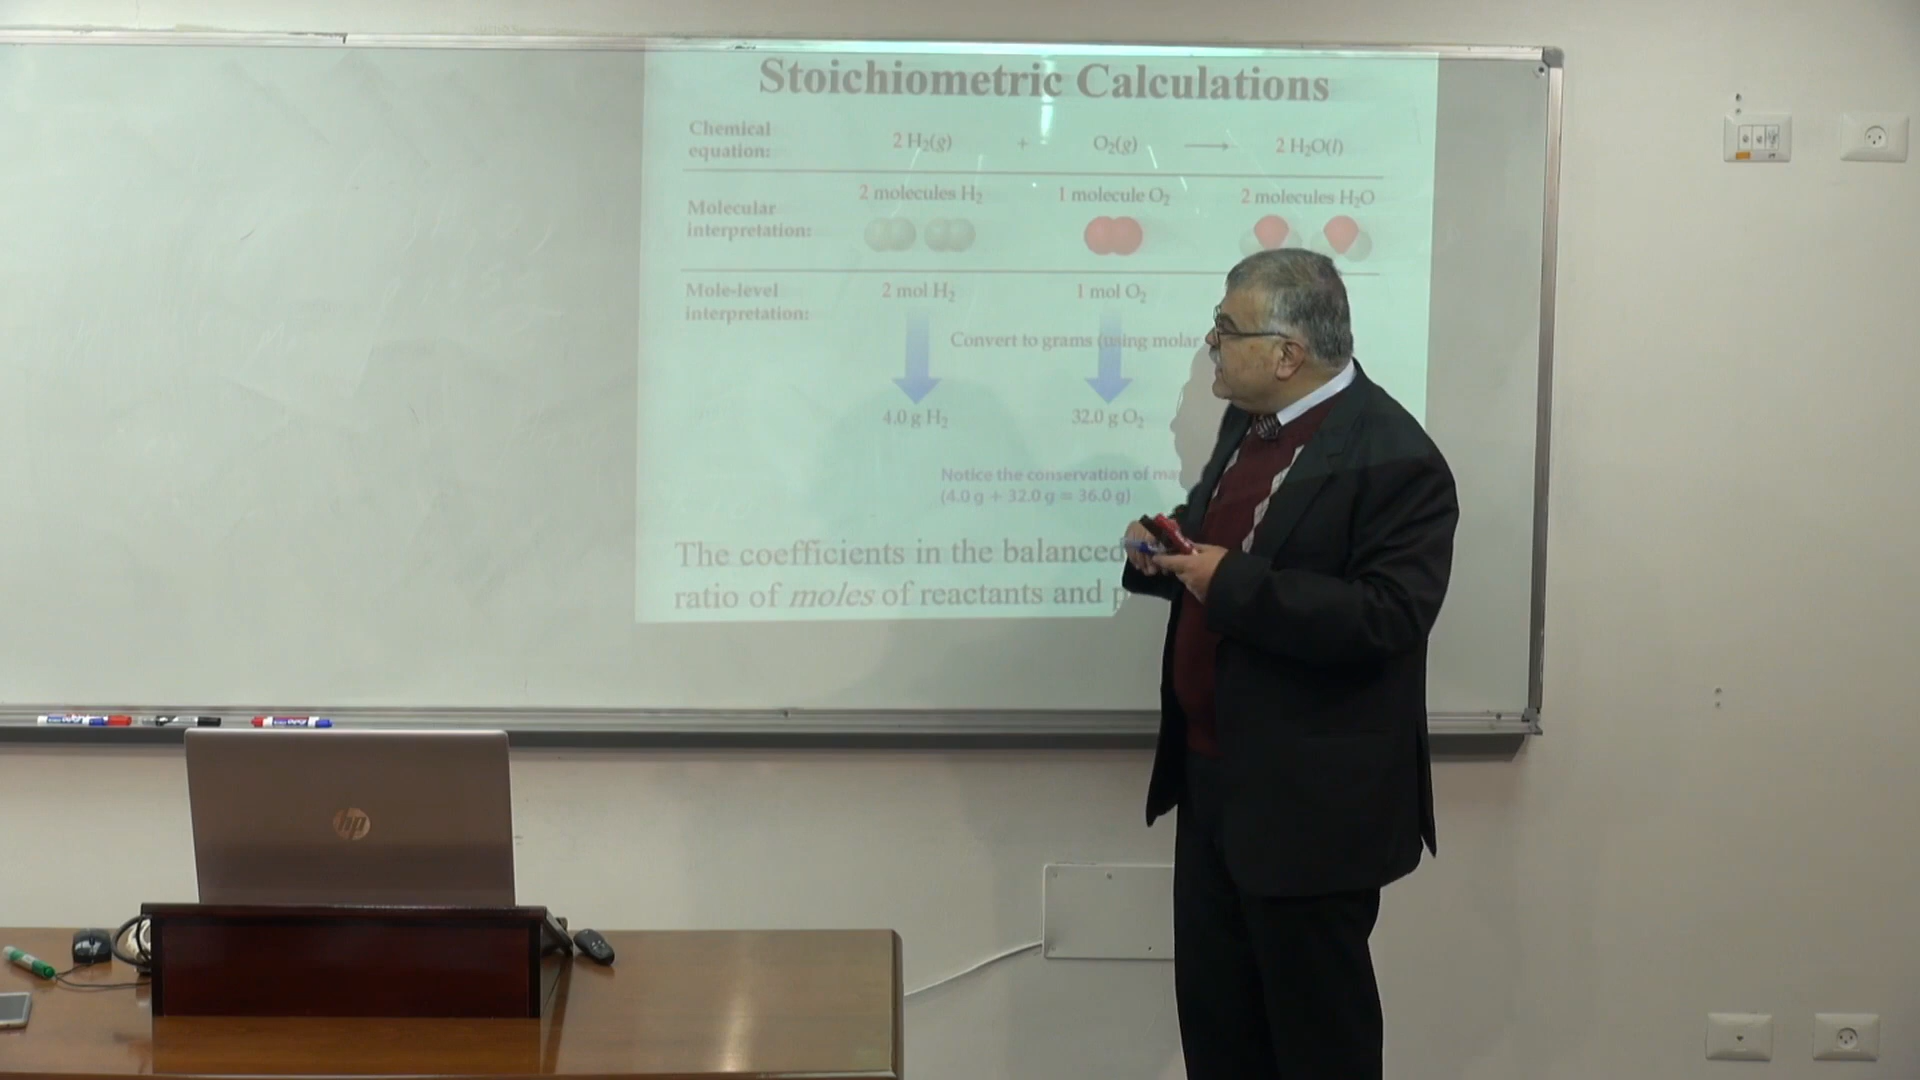 Stoichiometric Calculations
Chemical equation:
2 H₂(g) + O₂(g) ⟶ 2 H₂O(l)
2 molecules H₂ 1 molecule O₂ 2 molecules H₂O
Molecular interpretation:
Mole-level interpretation:
2 mol H₂ 1 mol O₂
Convert to grams (using molar
4.0 g H₂ 32.0 g O₂
Notice the conservation of
(4.0 g + 32.0 g = 36.0 g)
The coefficients in the balanced
ratio of moles of reactants and
hp